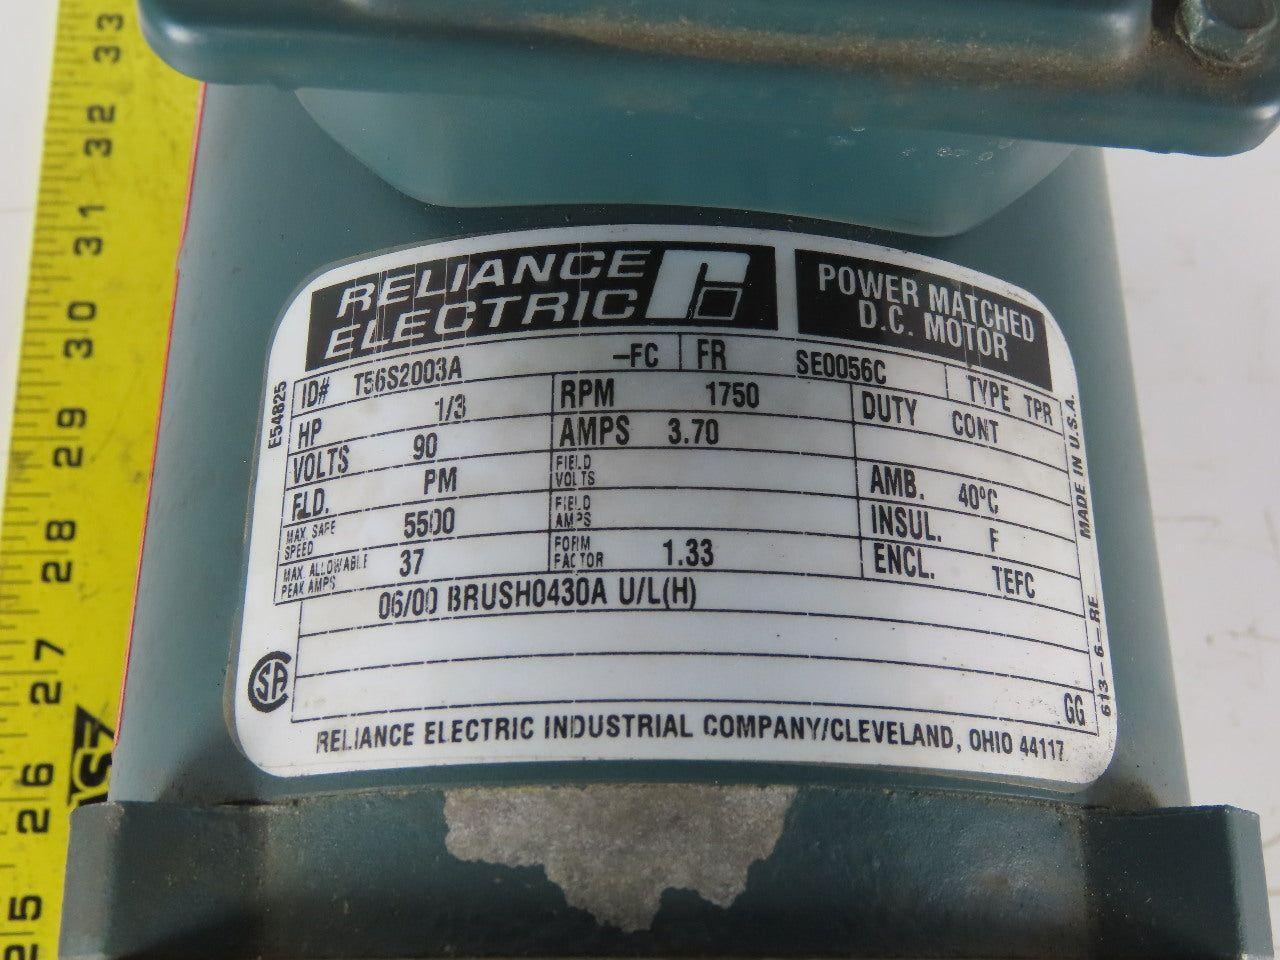 RELIANCE
ELECTRIC
POWER MATCHED
D.C. MOTOR
E54825
ID# T56S2003A -FC FR SE0056C TYPE TPR
HP 1/3 RPM 1750 DUTY CONT
VOLTS 90 AMPS 3.70
FLD. PM FIELD VOLTS AMB. 40°C
MAX. SAFE SPEED 5500 FIELD AMPS INSUL. F
MAX. ALLOWABLE PEAK AMPS 37 FORM FACTOR 1.33 ENCL. TEFC
06/00 BRUSH0430A U/L(H)
GG
RELIANCE ELECTRIC INDUSTRIAL COMPANY/CLEVELAND, OHIO 44117
MADE IN U.S.A.
613-6-RE
33
32
31
30
29
28
27
26
25